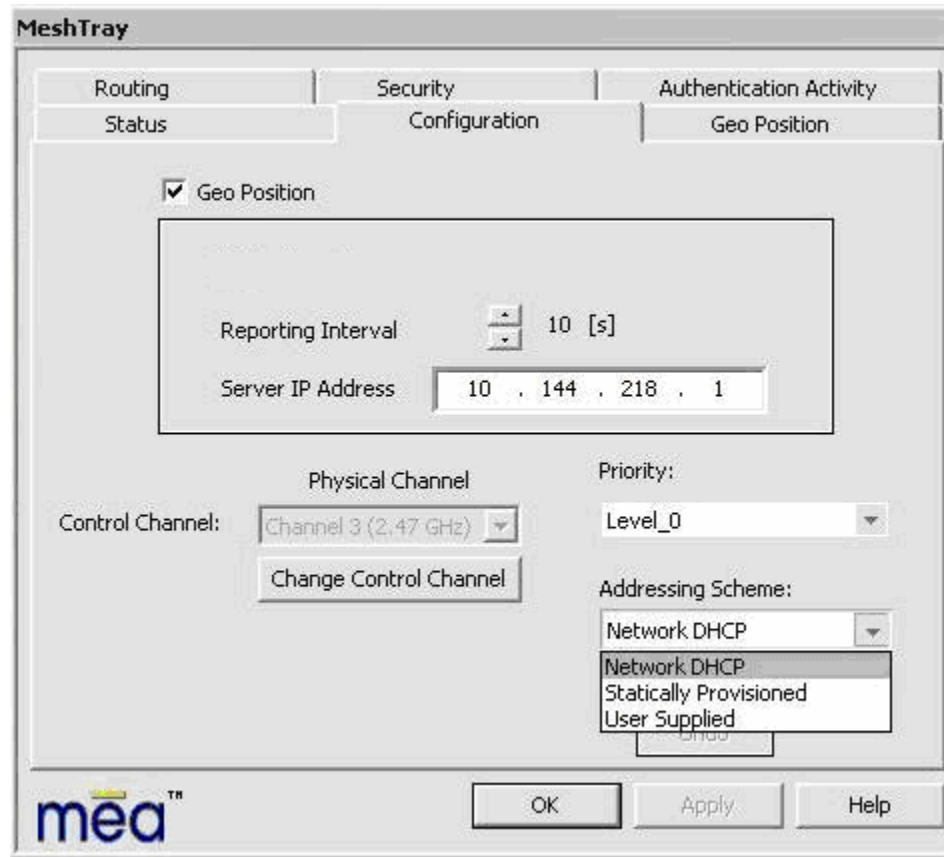 MeshTray
Routing Security Authentication Activity
Status Configuration Geo Position
Geo Position
Reporting Interval 10 [s]
Server IP Address 10 . 144 . 218 . 1
Physical Channel
Priority:
Control Channel: Channel 3 (2.47 GHz) Level_0
Change Control Channel
Addressing Scheme:
Network DHCP
Network DHCP
Statically Provisioned
User Supplied
Undo
mēa™
OK Apply Help